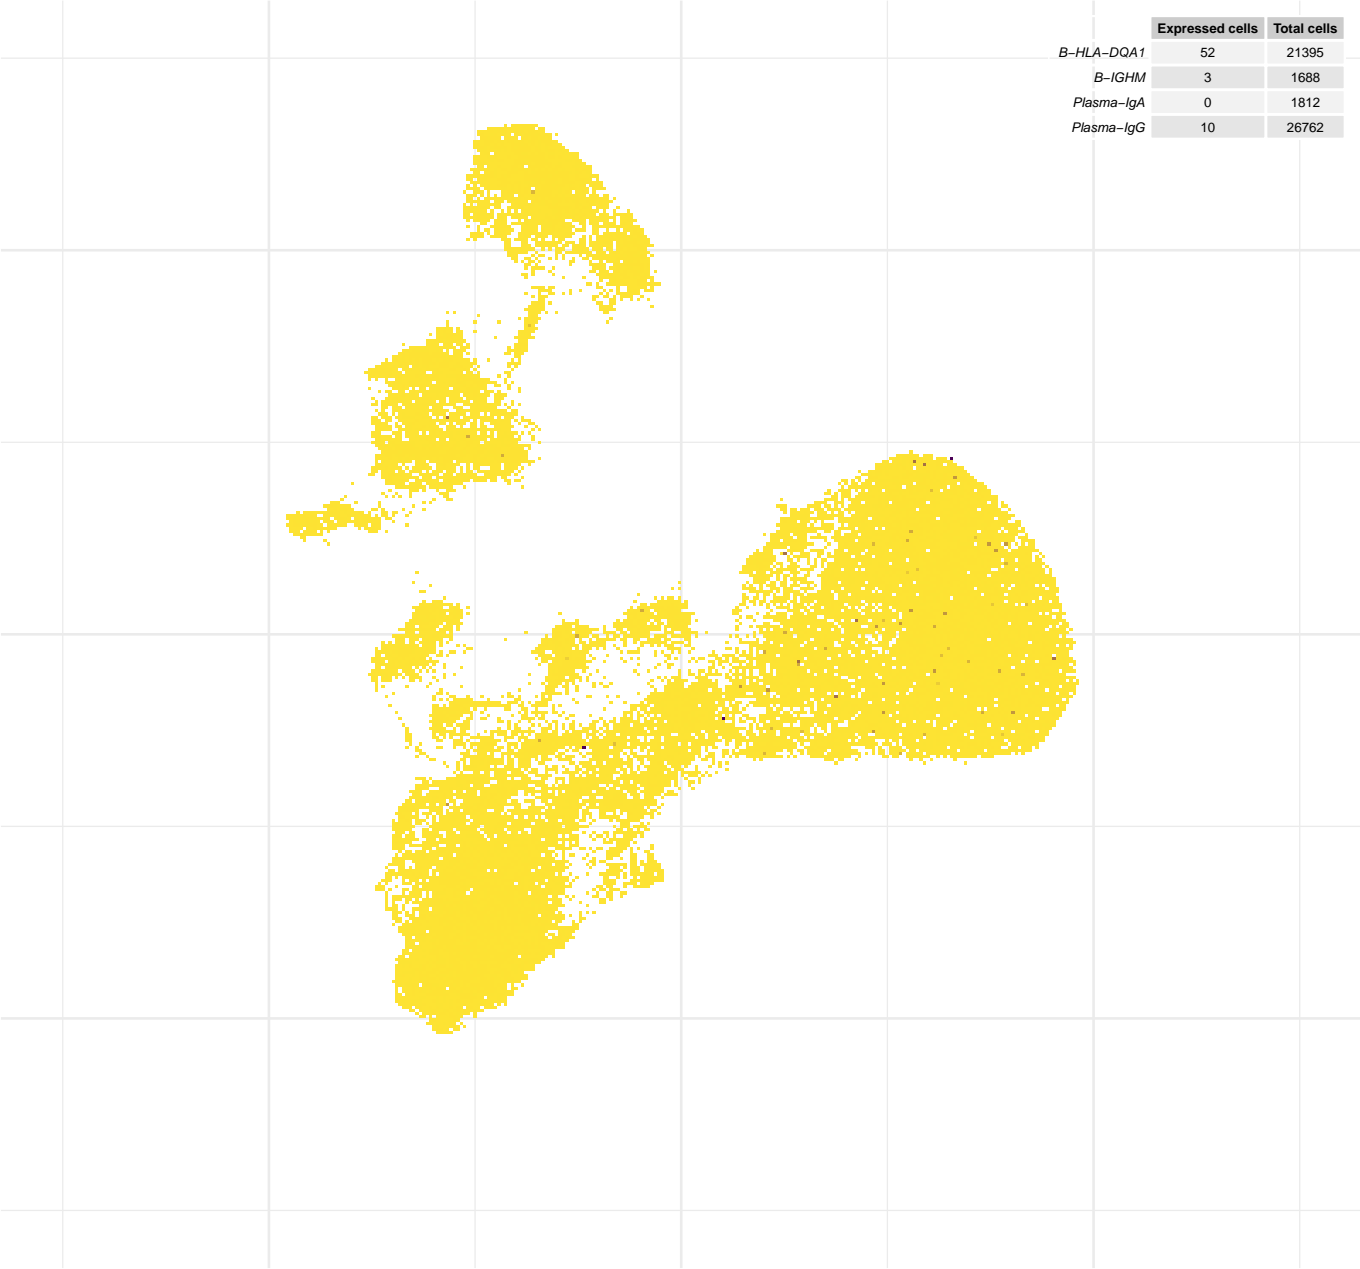 Expressed cells Total cells
B−HLA−DQA1 52 21395
B−IGHM 3 1688
Plasma−IgA 0 1812
Plasma−IgG 10 26762